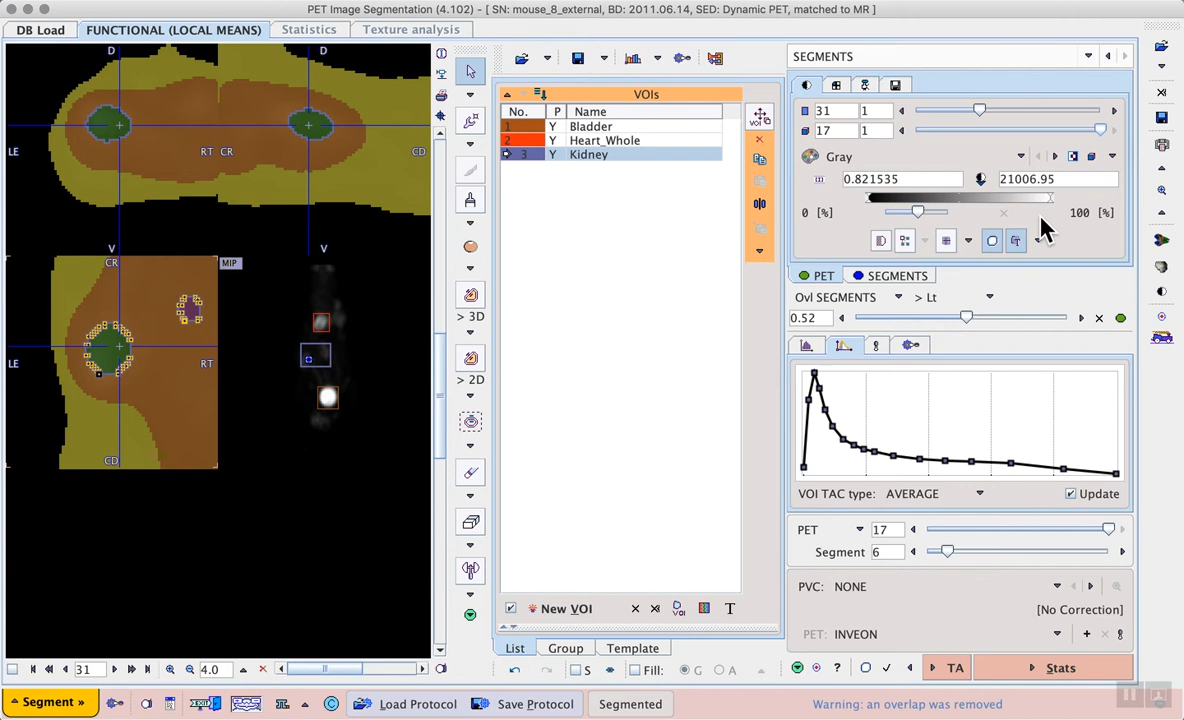 PET Image Segmentation (4.102) - [ SN: mouse_8_external, BD: 2011.06.14, SED: Dynamic PET, matched to MR ]
DB Load
FUNCTIONAL (LOCAL MEANS)
Statistics
Texture analysis
SEGMENTS
D
D
LE
RT
CR
CD
V
V
CR
MIP
LE
RT
CD
> 3D
> 2D
VOIs
No. P Name
1 Y Bladder
2 Y Heart_Whole
3 Y Kidney
VOI
31 1
17 1
Gray
0.821535
21006.95
0 [%]
100 [%]
PET
SEGMENTS
Ovl SEGMENTS
> Lt
0.52
VOI TAC type: AVERAGE
Update
PET 17
Segment 6
PVC: NONE
[No Correction]
PET: INVEON
New VOI
T
List
Group
Template
31
4.0
S
Fill:
G
A
?
TA
Stats
Segment »
EXIT
Load Protocol
Save Protocol
Segmented
Warning: an overlap was removed